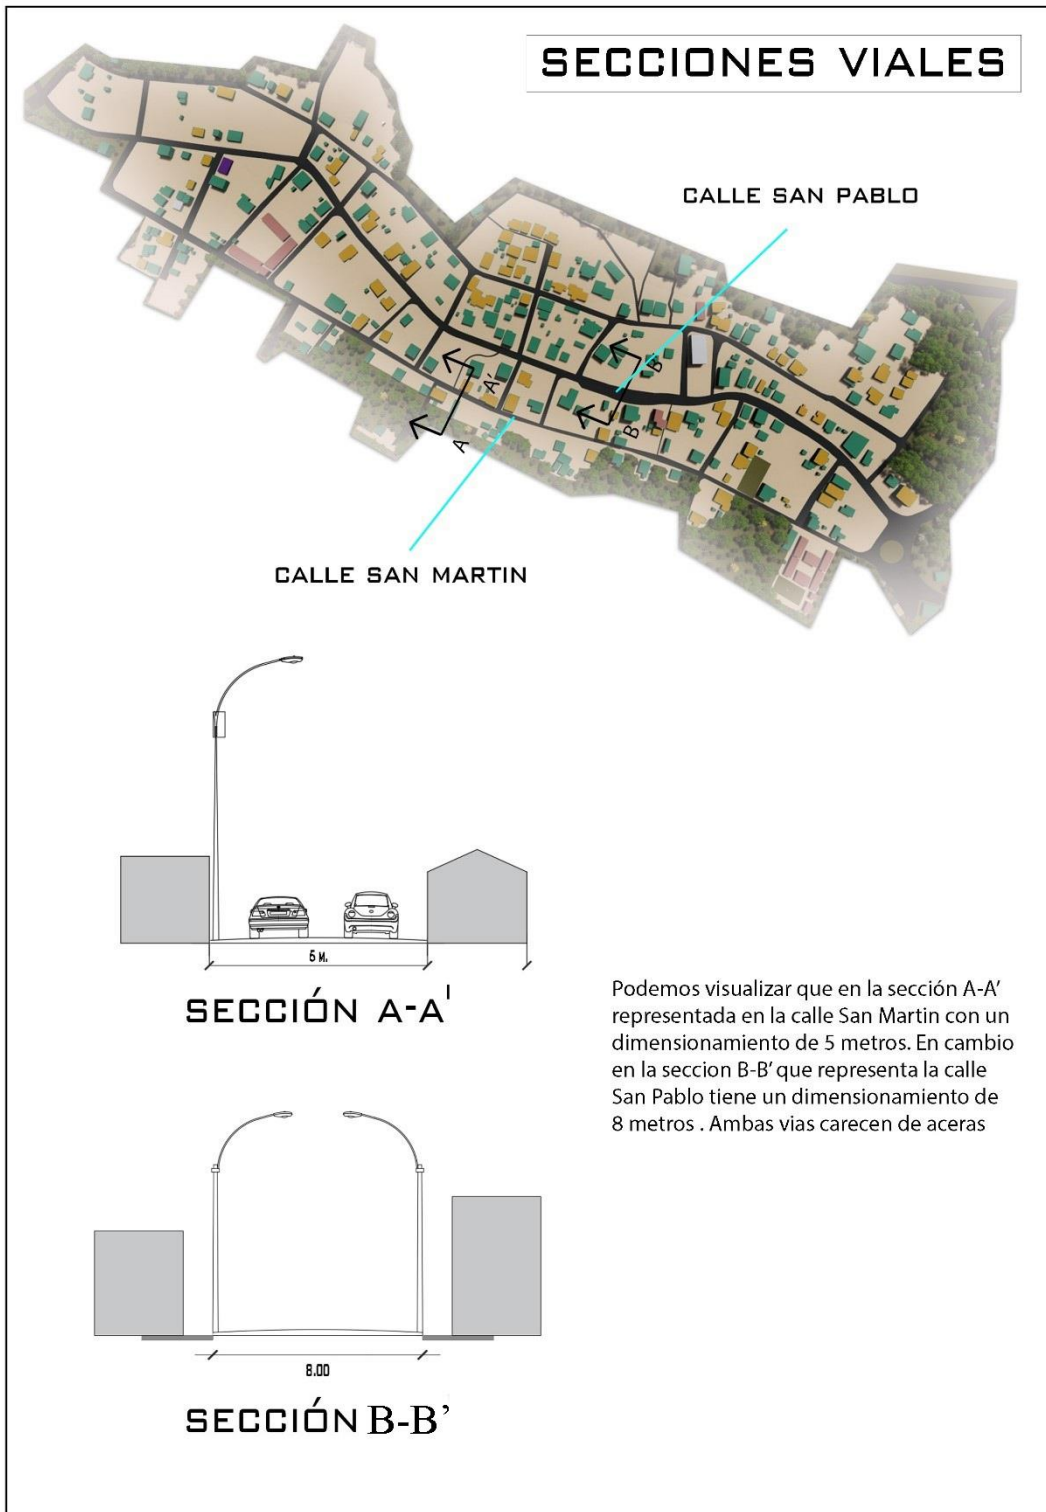 SECCIONES VIALES
CALLE SAN PABLO
B'
A'
B
A
CALLE SAN MARTIN
5 M.
SECCIÓN A-A'
Podemos visualizar que en la sección A-A'
representada en la calle San Martin con un
dimensionamiento de 5 metros. En cambio
en la seccion B-B' que representa la calle
San Pablo tiene un dimensionamiento de
8 metros . Ambas vias carecen de aceras
8.00
SECCIÓN B-B'